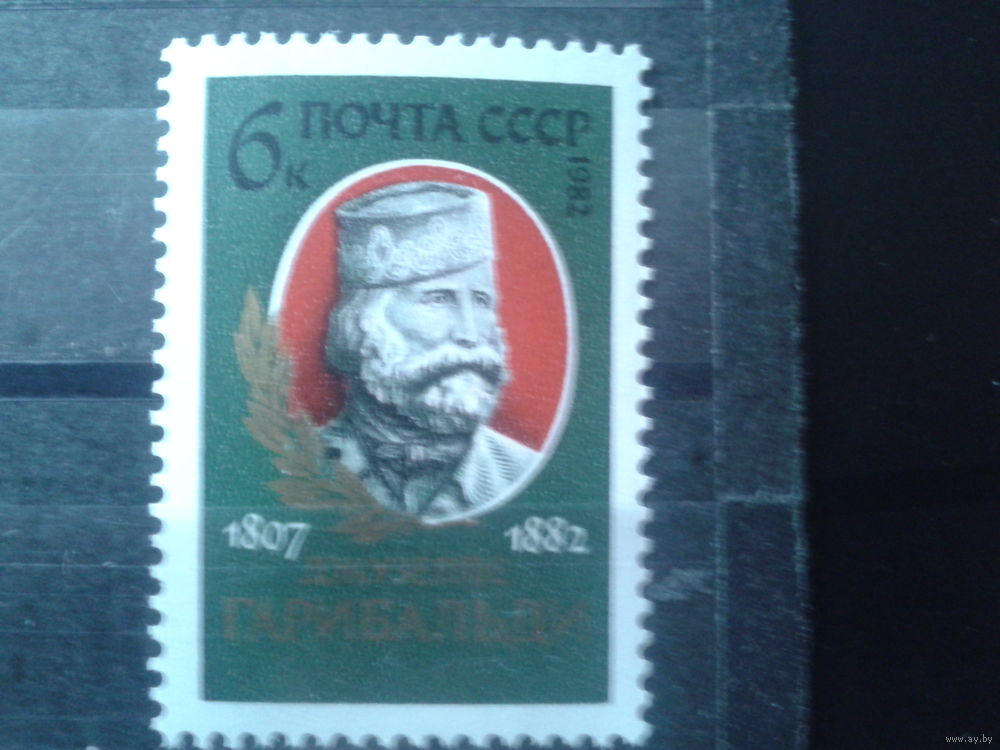 6к ПОЧТА СССР
1982
1807 1882
ДЖУЗЕППЕ
ГАРИБАЛЬДИ
www.ay.by